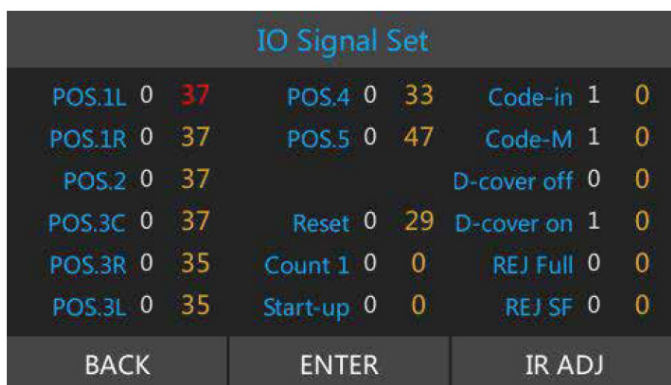 IO Signal Set
POS.1L 0 37 POS.4 0 33 Code-in 1 0
POS.1R 0 37 POS.5 0 47 Code-M 1 0
POS.2 0 37 D-cover off 0 0
POS.3C 0 37 Reset 0 29 D-cover on 1 0
POS.3R 0 35 Count 1 0 0 REJ Full 0 0
POS.3L 0 35 Start-up 0 0 REJ SF 0 0
BACK ENTER IR ADJ